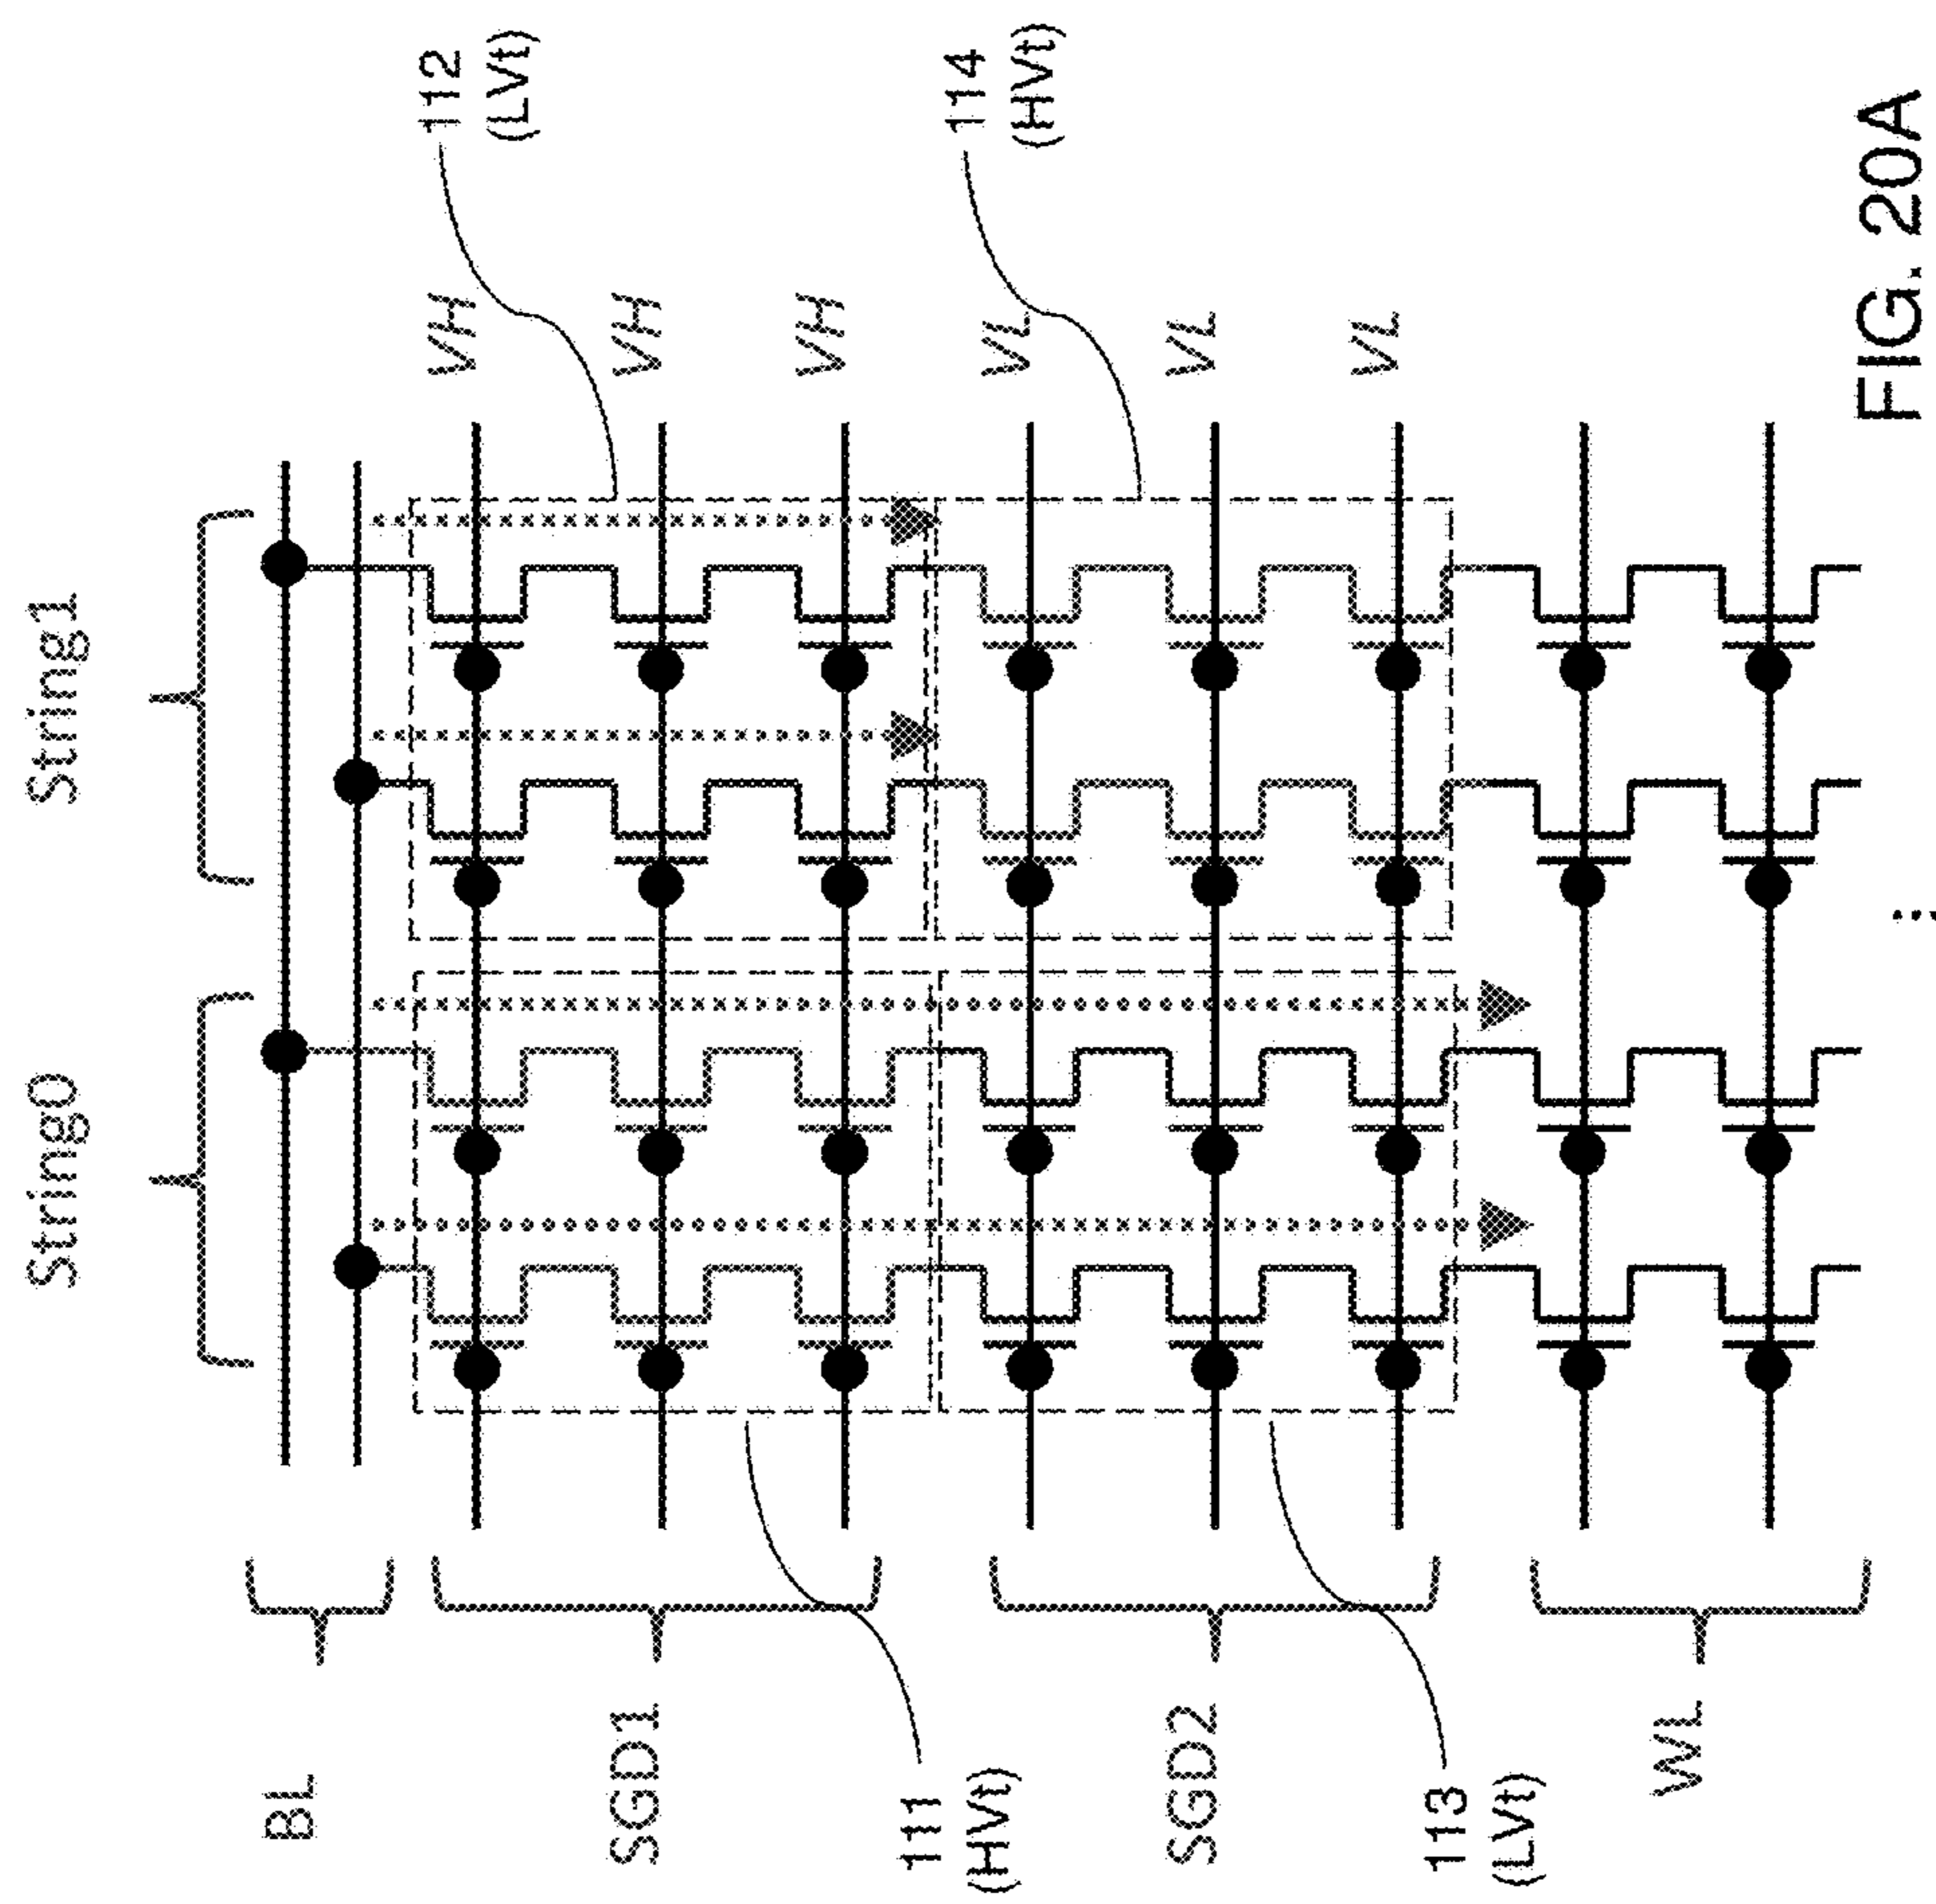 String0
String1
BL
SGD1
VH
VH
VH
112
(LVt)
111
(HVt)
SGD2
VL
VL
VL
114
(HVt)
113
(LVt)
WL
FIG. 20A